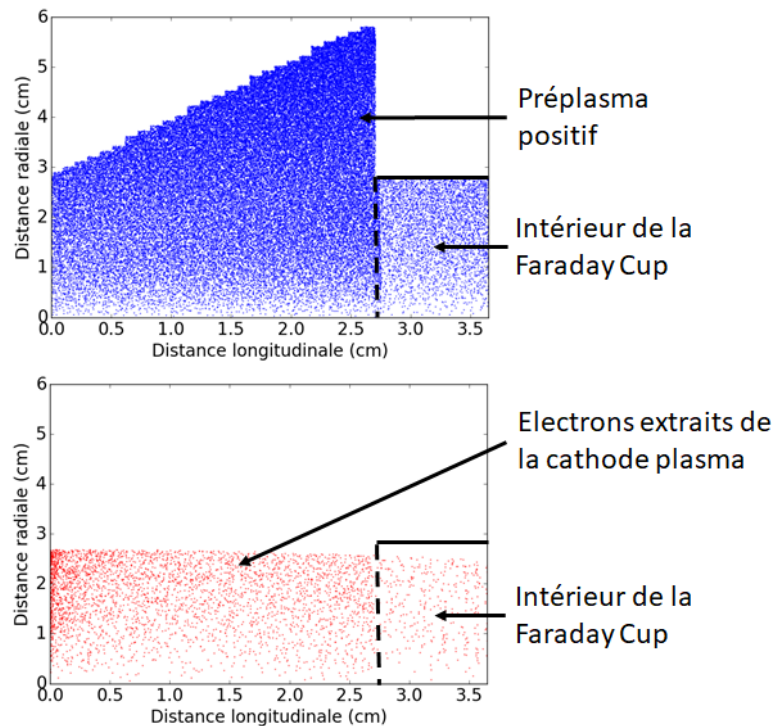 6
5
4
3
2
1
0
0.0 0.5 1.0 1.5 2.0 2.5 3.0 3.5
Distance radiale (cm)
Distance longitudinale (cm)
Préplasma
positif
Intérieur de la
Faraday Cup
6
5
4
3
2
1
0
0.0 0.5 1.0 1.5 2.0 2.5 3.0 3.5
Distance radiale (cm)
Distance longitudinale (cm)
Electrons extraits de
la cathode plasma
Intérieur de la
Faraday Cup